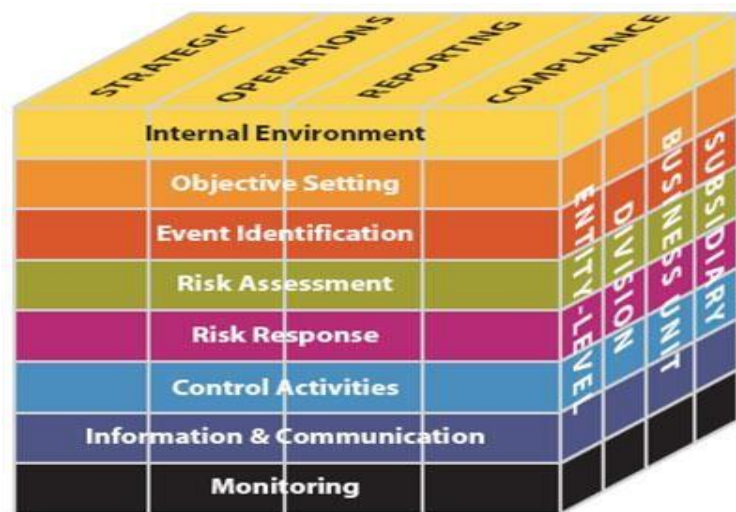 STRATEGIC
OPERATIONS
REPORTING
COMPLIANCE
Internal Environment
Objective Setting
Event Identification
Risk Assessment
Risk Response
Control Activities
Information & Communication
Monitoring
ENTITY-LEVEL
DIVISION
BUSINESS UNIT
SUBSIDIARY